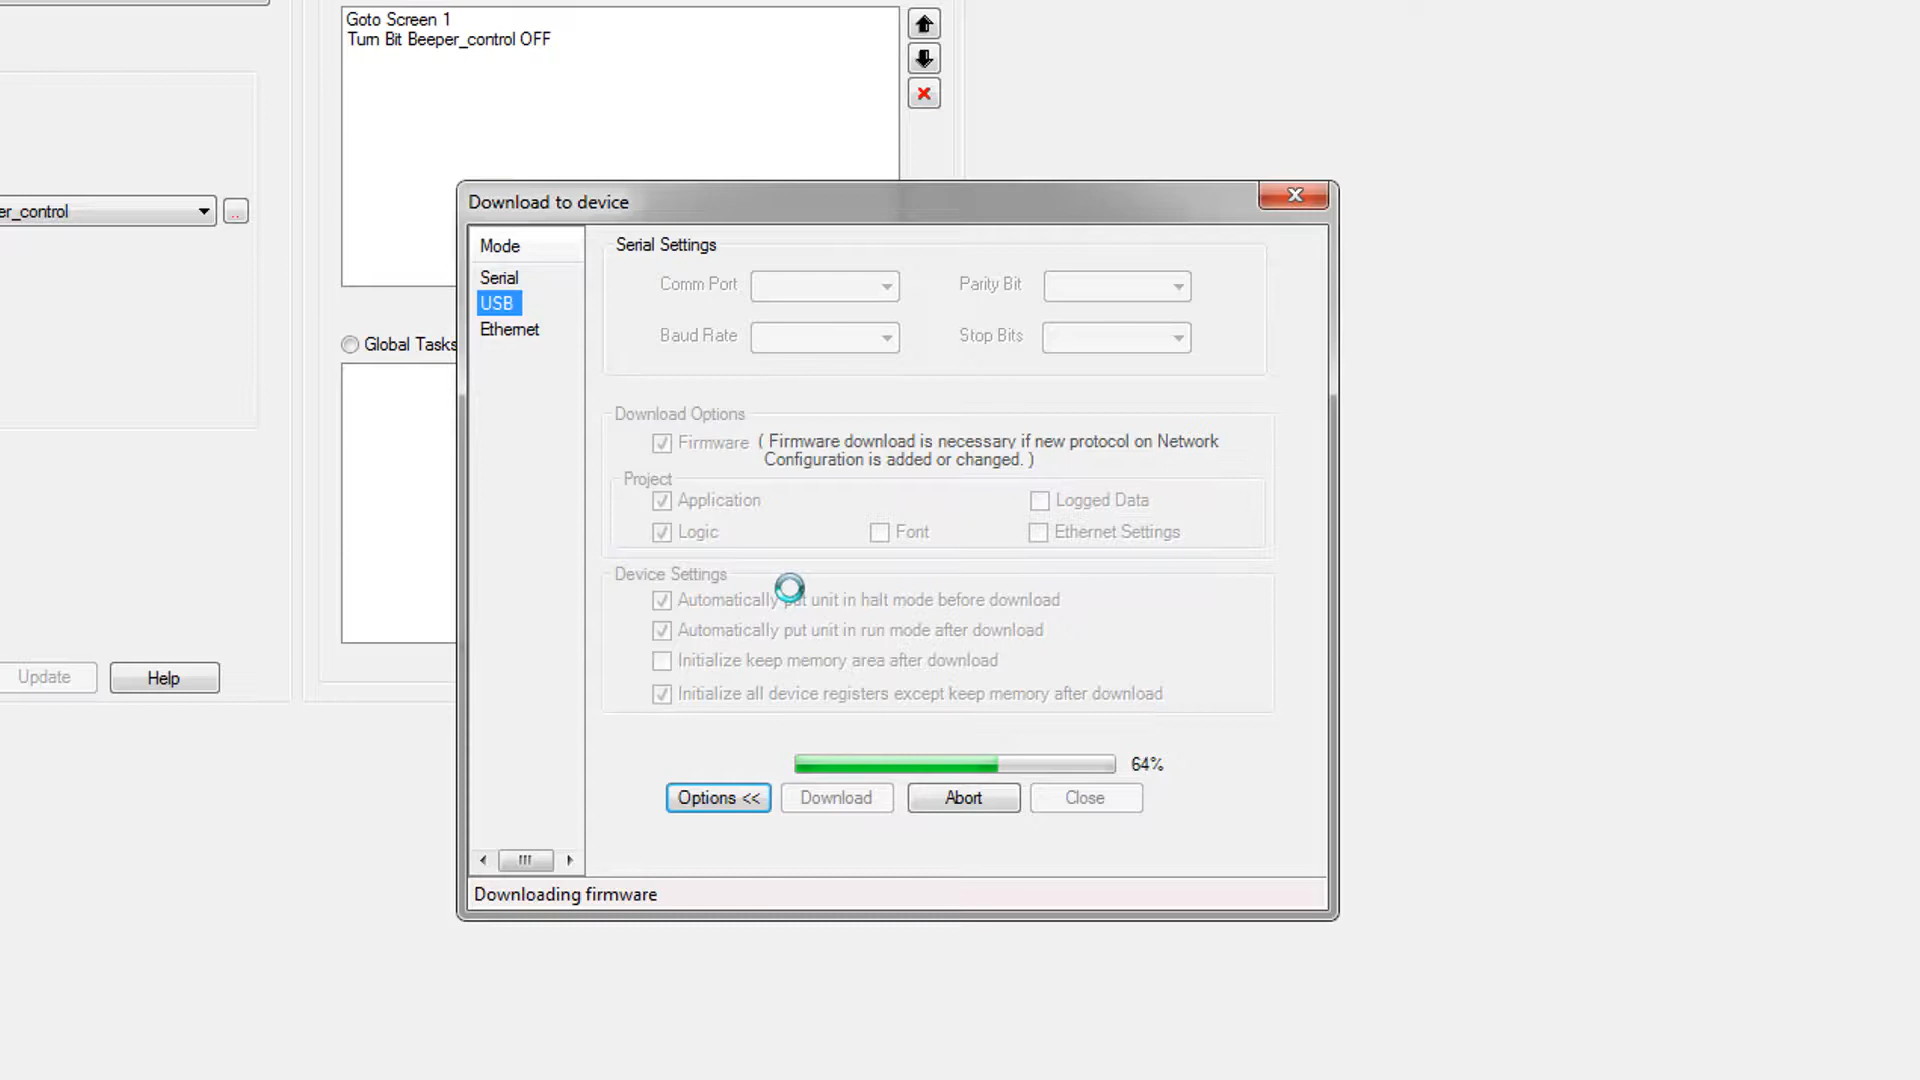 Goto Screen 1
Turn Bit Beeper_control OFF
er_control
..
Global Tasks
Update
Help
Download to device
Mode
Serial
USB
Ethernet
Serial Settings
Comm Port
Parity Bit
Baud Rate
Stop Bits
Download Options
Firmware ( Firmware download is necessary if new protocol on Network
Configuration is added or changed. )
Project
Application
Logged Data
Logic
Font
Ethernet Settings
Device Settings
Automatically put unit in halt mode before download
Automatically put unit in run mode after download
Initialize keep memory area after download
Initialize all device registers except keep memory after download
64%
Options <<
Download
Abort
Close
Downloading firmware